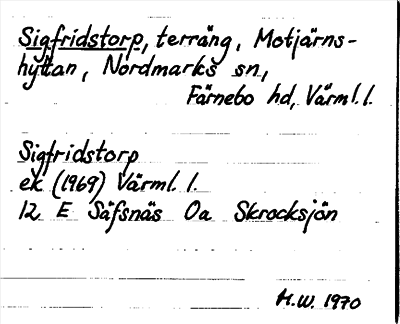 Sigfridstorp, terräng, Motjärns-
hyttan, Nordmarks sn,
Färnebo hd, Värml. l.
Sigfridstorp
ek (1969) Värml. l.
12 E Säfsnäs Oa Skrocksjön
H.W. 1970